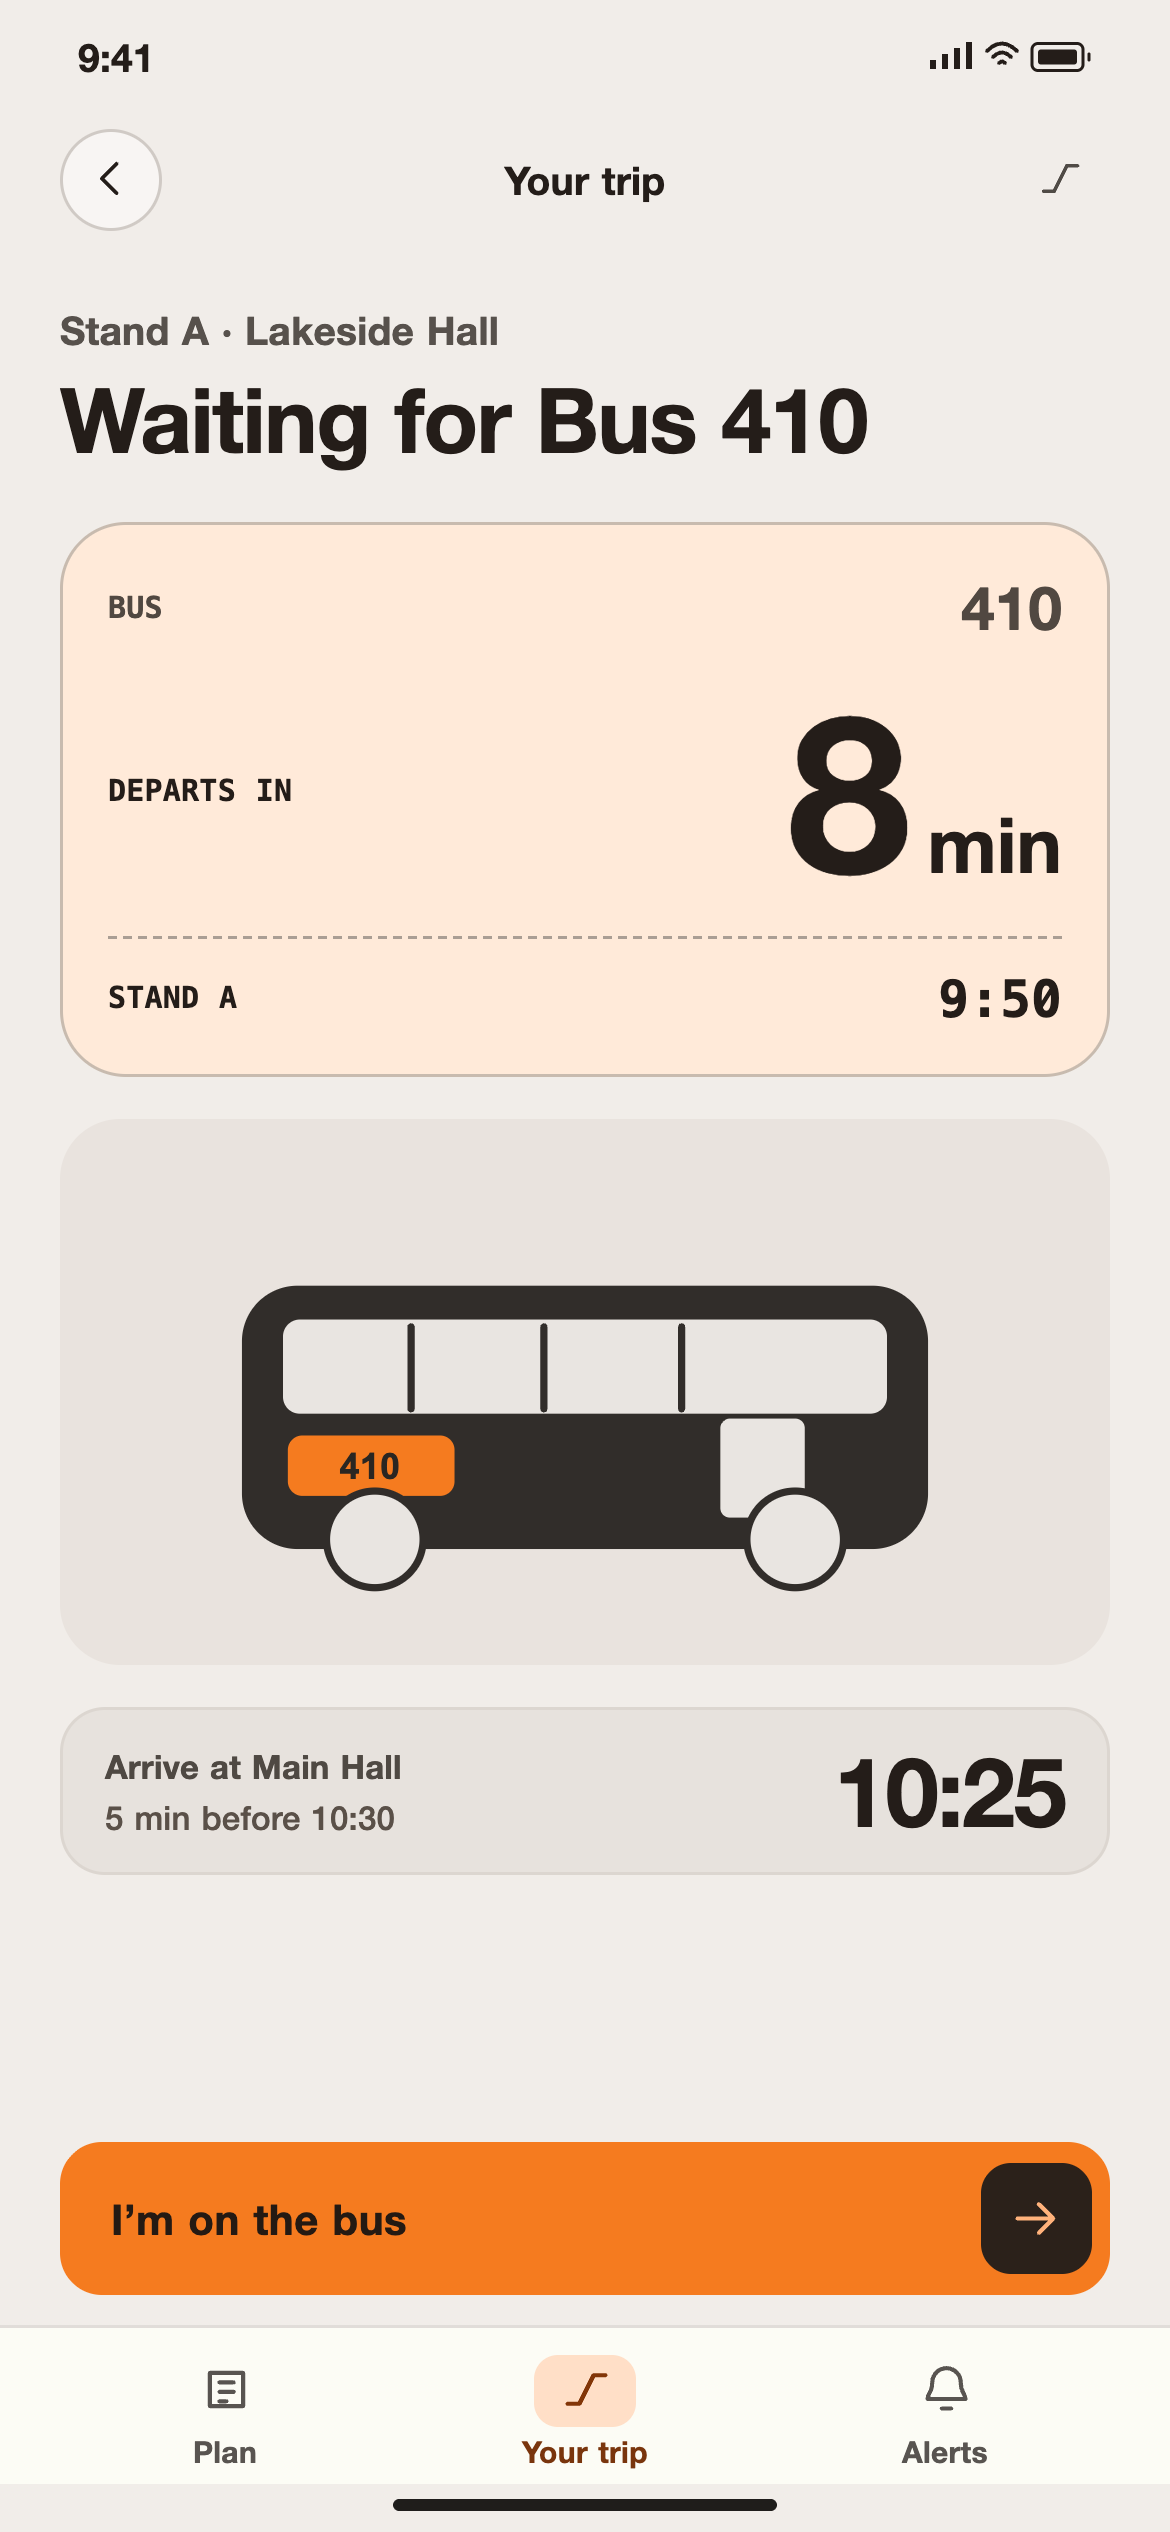 9:41
Your trip
Stand A · Lakeside Hall
Waiting for Bus 410
BUS 410
DEPARTS IN 8 min
STAND A 9:50
410
Arrive at Main Hall
5 min before 10:30
10:25
I’m on the bus
Plan Your trip Alerts